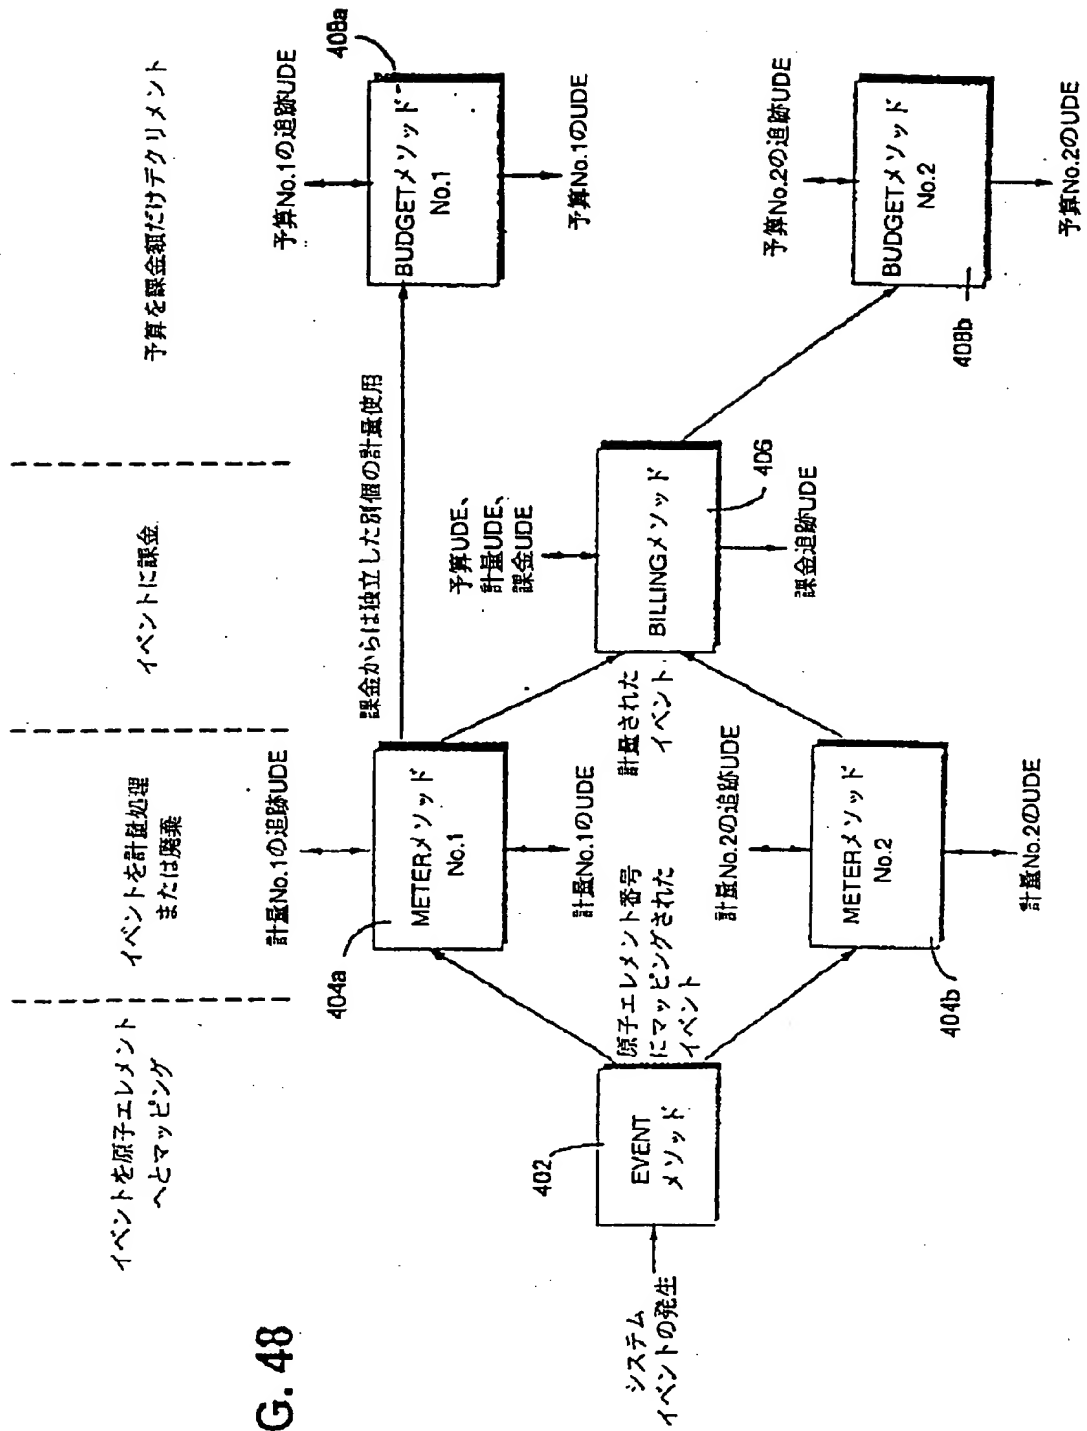 G. 48
イベントを原子エレメント
へとマッピング
イベントを計量処理
または廃棄
イベントに課金
予算を課金額だけデクリメント
システム
イベントの発生
402
EVENT
メソッド
原子エレメント番号
にマッピングされた
イベント
404a
計量No.1の追跡UDE
METERメソッド
No.1
計量No.1のUDE
計量No.2の追跡UDE
METERメソッド
No.2
404b
計量No.2のUDE
計量された
イベント
課金からは独立した別個の計量使用
予算UDE、
計量UDE、
課金UDE
BILLINGメソッド
406
課金追跡UDE
408a
予算No.1の追跡UDE
BUDGETメソッド
No.1
予算No.1のUDE
予算No.2の追跡UDE
BUDGETメソッド
No.2
408b
予算No.2のUDE